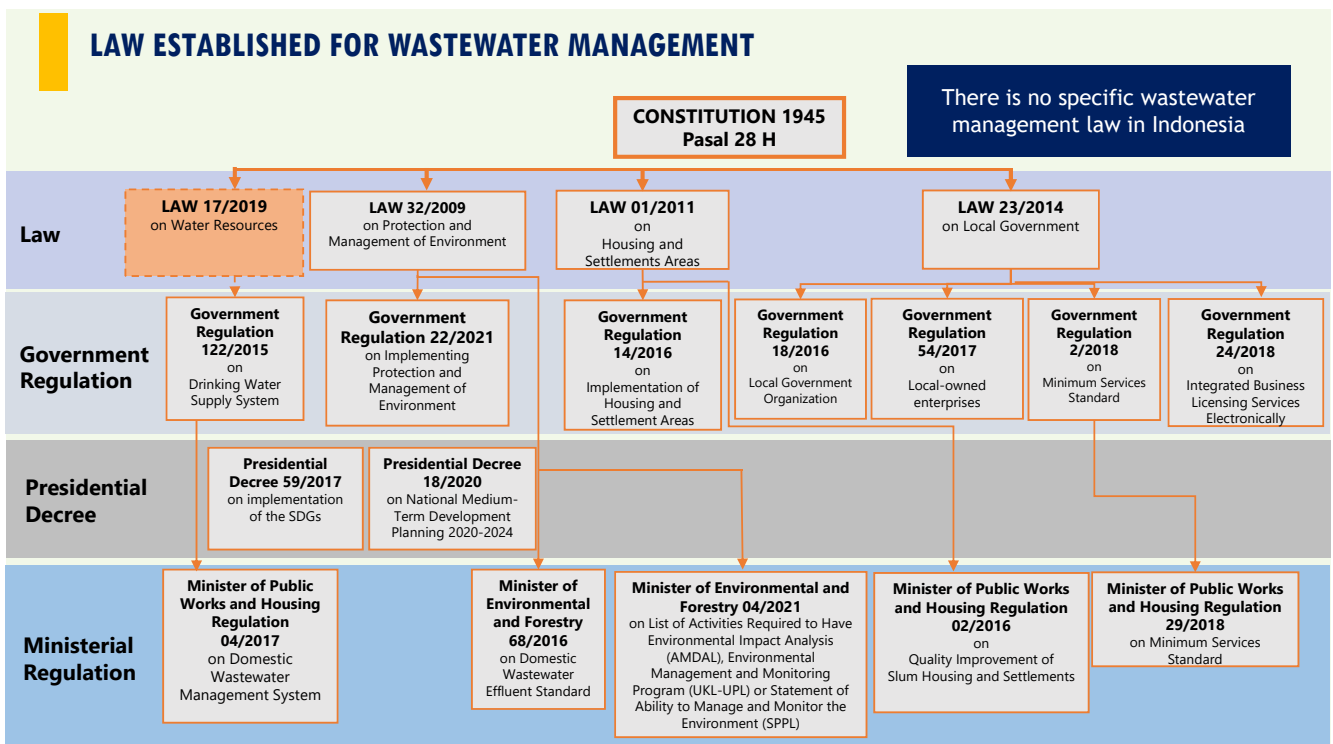 LAW ESTABLISHED FOR WASTEWATER MANAGEMENT
There is no specific wastewater
management law in Indonesia
CONSTITUTION 1945
Pasal 28 H
Law
LAW 17/2019
on Water Resources
LAW 32/2009
on Protection and
Management of Environment
LAW 01/2011
on
Housing and
Settlements Areas
LAW 23/2014
on Local Government
Government
Regulation
Government
Regulation
122/2015
on
Drinking Water
Supply System
Government
Regulation 22/2021
on Implementing
Protection and
Management of
Environment
Government
Regulation
14/2016
on
Implementation of
Housing and
Settlement Areas
Government
Regulation
18/2016
on
Local Government
Organization
Government
Regulation
54/2017
on
Local-owned
enterprises
Government
Regulation
2/2018
on
Minimum Services
Standard
Government
Regulation
24/2018
on
Integrated Business
Licensing Services
Electronically
Presidential
Decree
Presidential
Decree 59/2017
on implementation
of the SDGs
Presidential Decree
18/2020
on National Medium-
Term Development
Planning 2020-2024
Ministerial
Regulation
Minister of Public
Works and Housing
Regulation
04/2017
on Domestic
Wastewater
Management System
Minister of
Environmental
and Forestry
68/2016
on Domestic
Wastewater
Effluent Standard
Minister of Environmental and
Forestry 04/2021
on List of Activities Required to Have
Environmental Impact Analysis
(AMDAL), Environmental
Management and Monitoring
Program (UKL-UPL) or Statement of
Ability to Manage and Monitor the
Environment (SPPL)
Minister of Public Works
and Housing Regulation
02/2016
on
Quality Improvement of
Slum Housing and Settlements
Minister of Public Works
and Housing Regulation
29/2018
on Minimum Services
Standard